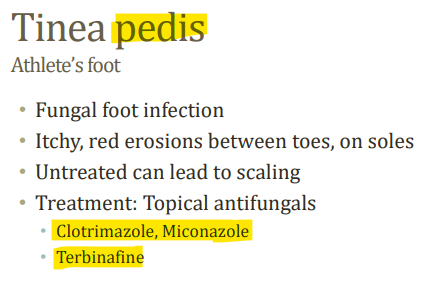 Tinea pedis
Athlete's foot
• Fungal foot infection
• Itchy, red erosions between toes, on soles
• Untreated can lead to scaling
• Treatment: Topical antifungals
• Clotrimazole, Miconazole
• Terbinafine